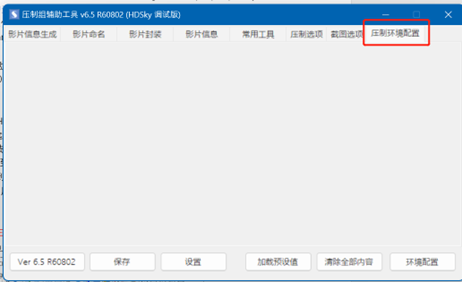 压制组辅助工具 v6.5 R60802 (HDSky 调试版)
影片信息生成 影片命名 影片封装 影片信息 常用工具 压制选项 截图选项 压制环境配置
Ver 6.5 R60802 保存 设置 加载预设值 清除全部内容 环境配置